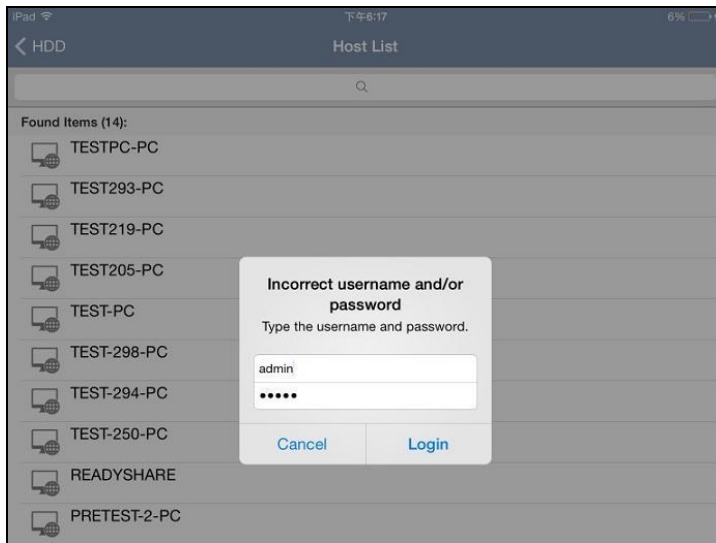 iPad 下午6:17 6%
HDD Host List
Found Items (14):
TESTPC-PC
TEST293-PC
TEST219-PC
TEST205-PC
TEST-PC
TEST-298-PC
TEST-294-PC
TEST-250-PC
READYSHARE
PRETEST-2-PC
Incorrect username and/or
password
Type the username and password.
admin
•••••
Cancel Login